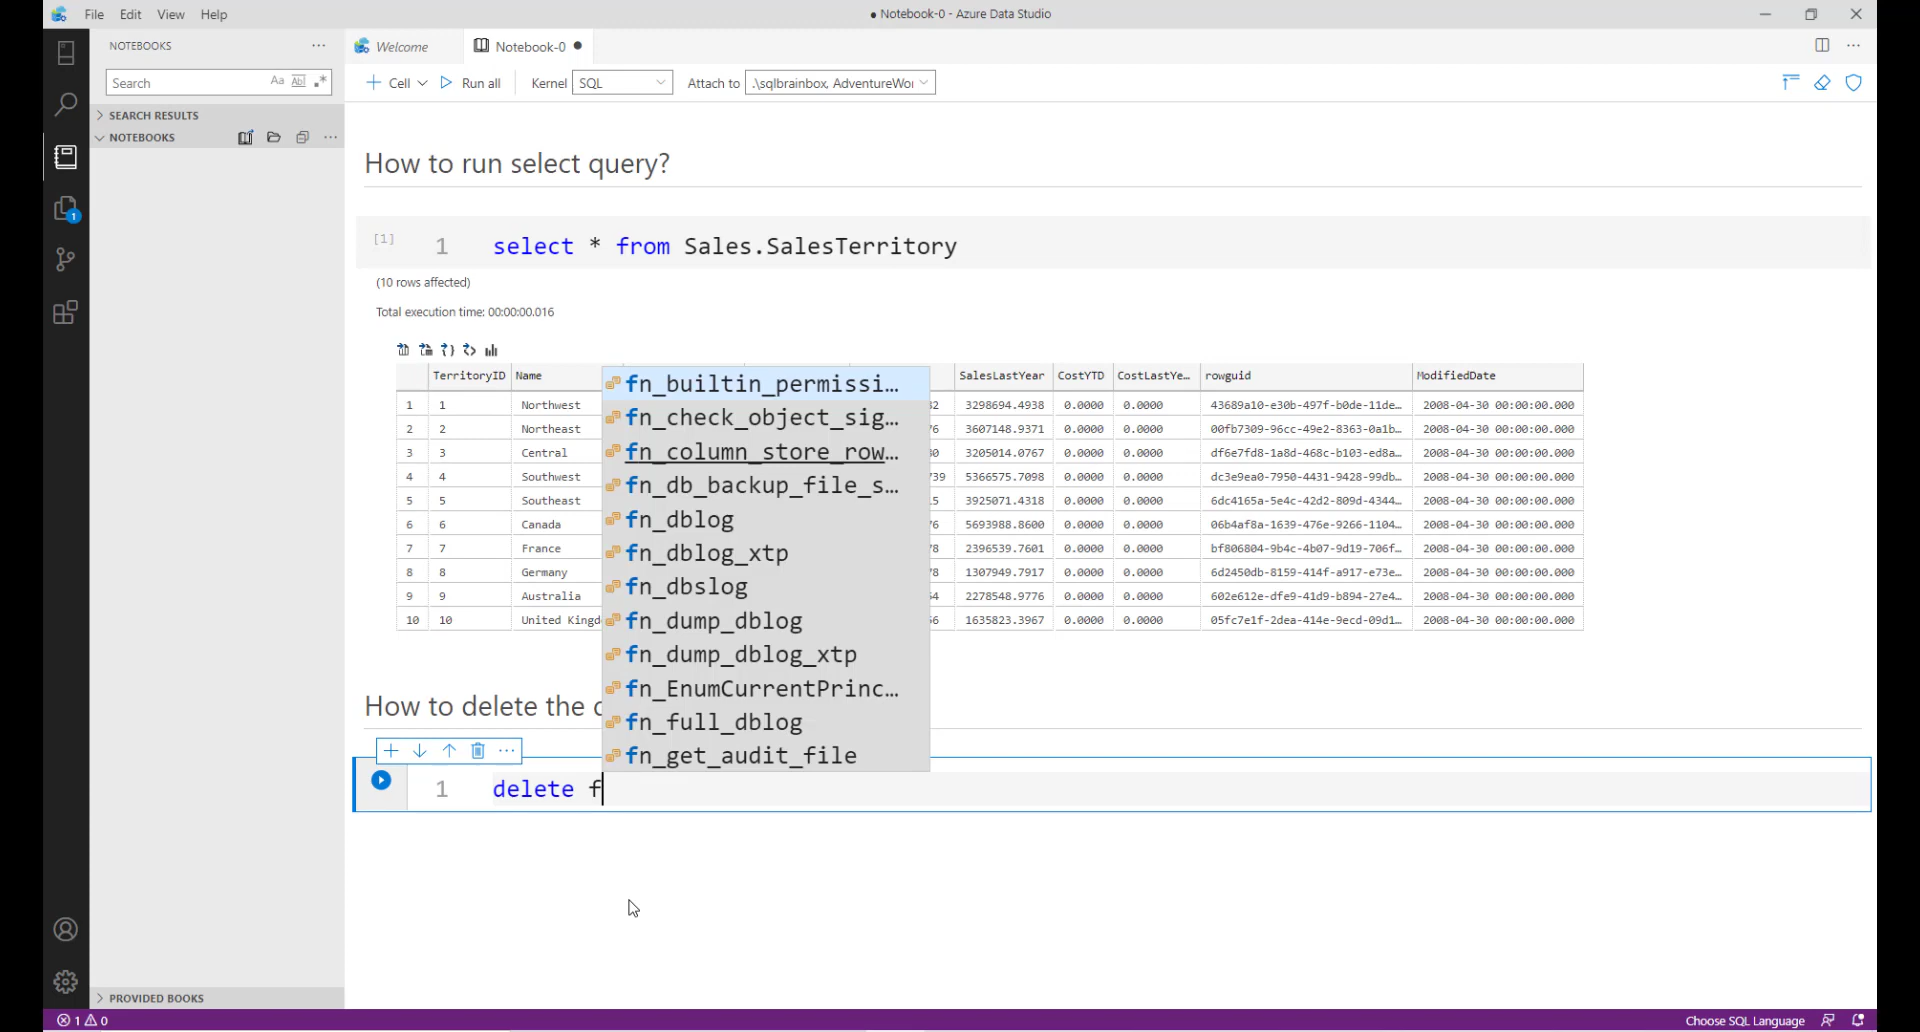 File Edit View Help
● Notebook-0 - Azure Data Studio
NOTEBOOKS
Welcome
Notebook-0 ●
Search
Aa
Abl
Cell
Run all
Kernel
SQL
Attach to
.\sqlbrainbox, AdventureWor
SEARCH RESULTS
NOTEBOOKS
How to run select query?
[1]
1 select * from Sales.SalesTerritory
(10 rows affected)
Total execution time: 00:00:00.016
TerritoryID Name SalesLastYear CostYTD CostLastYe… rowguid ModifiedDate
1 1 Northwest 32 3298694.4938 0.0000 0.0000 43689a10-e30b-497f-b0de-11de… 2008-04-30 00:00:00.000
2 2 Northeast 76 3607148.9371 0.0000 0.0000 00fb7309-96cc-49e2-8363-0a1b… 2008-04-30 00:00:00.000
3 3 Central 30 3205014.0767 0.0000 0.0000 df6e7fd8-1a8d-468c-b103-ed8a… 2008-04-30 00:00:00.000
4 4 Southwest 739 5366575.7098 0.0000 0.0000 dc3e9ea0-7950-4431-9428-99db… 2008-04-30 00:00:00.000
5 5 Southeast 15 3925071.4318 0.0000 0.0000 6dc4165a-5e4c-42d2-809d-4344… 2008-04-30 00:00:00.000
6 6 Canada 76 5693988.8600 0.0000 0.0000 06b4af8a-1639-476e-9266-1104… 2008-04-30 00:00:00.000
7 7 France 78 2396539.7601 0.0000 0.0000 bf806804-9b4c-4b07-9d19-706f… 2008-04-30 00:00:00.000
8 8 Germany 78 1307949.7917 0.0000 0.0000 6d2450db-8159-414f-a917-e73e… 2008-04-30 00:00:00.000
9 9 Australia 54 2278548.9776 0.0000 0.0000 602e612e-dfe9-41d9-b894-27e4… 2008-04-30 00:00:00.000
10 10 United Kingd 56 1635823.3967 0.0000 0.0000 05fc7e1f-2dea-414e-9ecd-09d1… 2008-04-30 00:00:00.000
fn_builtin_permissi…
fn_check_object_sig…
fn_column_store_row…
fn_db_backup_file_s…
fn_dblog
fn_dblog_xtp
fn_dbslog
fn_dump_dblog
fn_dump_dblog_xtp
fn_EnumCurrentPrinc…
fn_full_dblog
fn_get_audit_file
How to delete the
1 delete f
1
PROVIDED BOOKS
1 0
Choose SQL Language